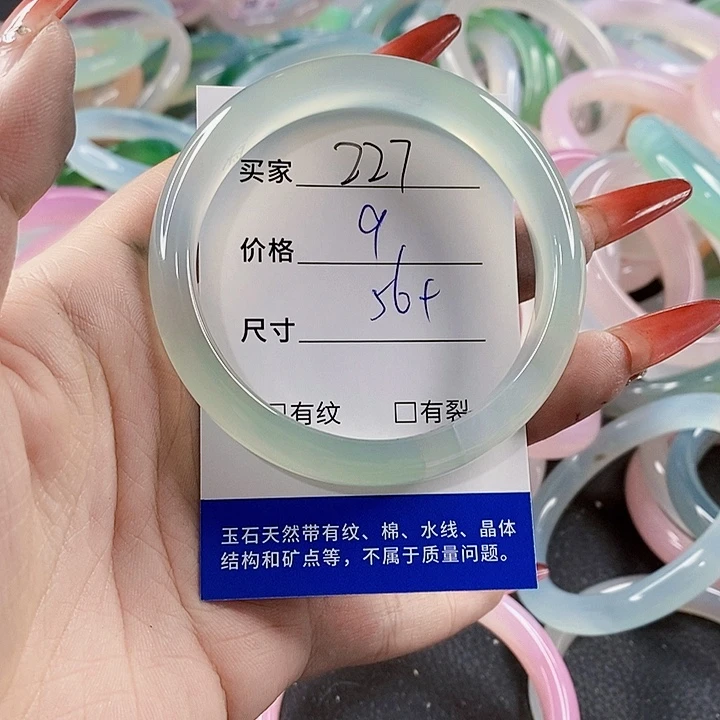 买家 227
价格 9
尺寸 56+
□有纹 □有裂
玉石天然带有纹、棉、水线、晶体
结构和矿点等，不属于质量问题。